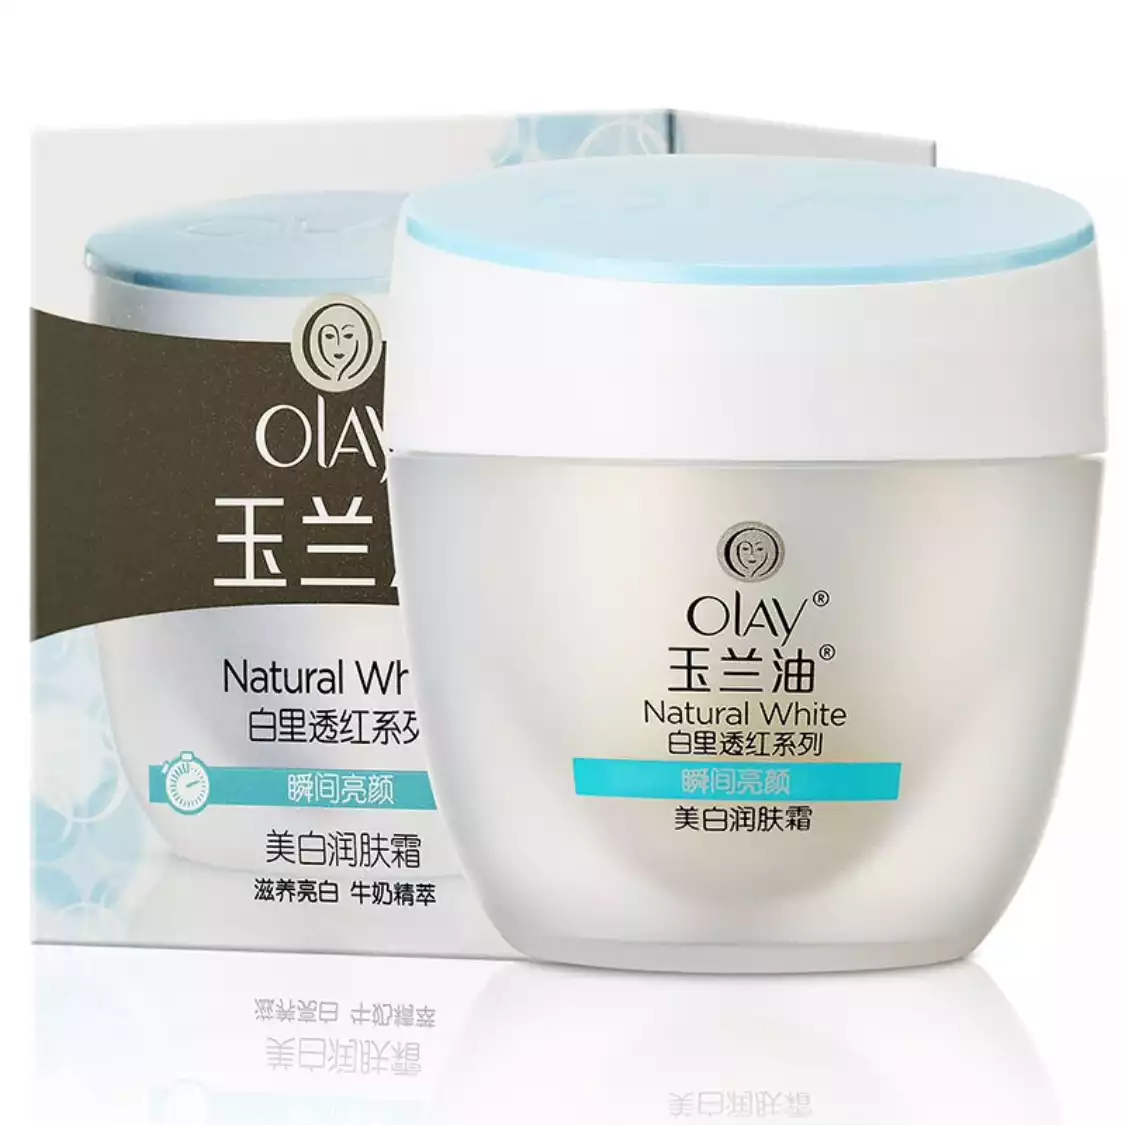 OLAY
玉兰
Natural Wh
白里透红系列
瞬间亮颜
美白润肤霜
滋养亮白 牛奶精萃
OLAY®
玉兰油®
Natural White
白里透红系列
瞬间亮颜
美白润肤霜